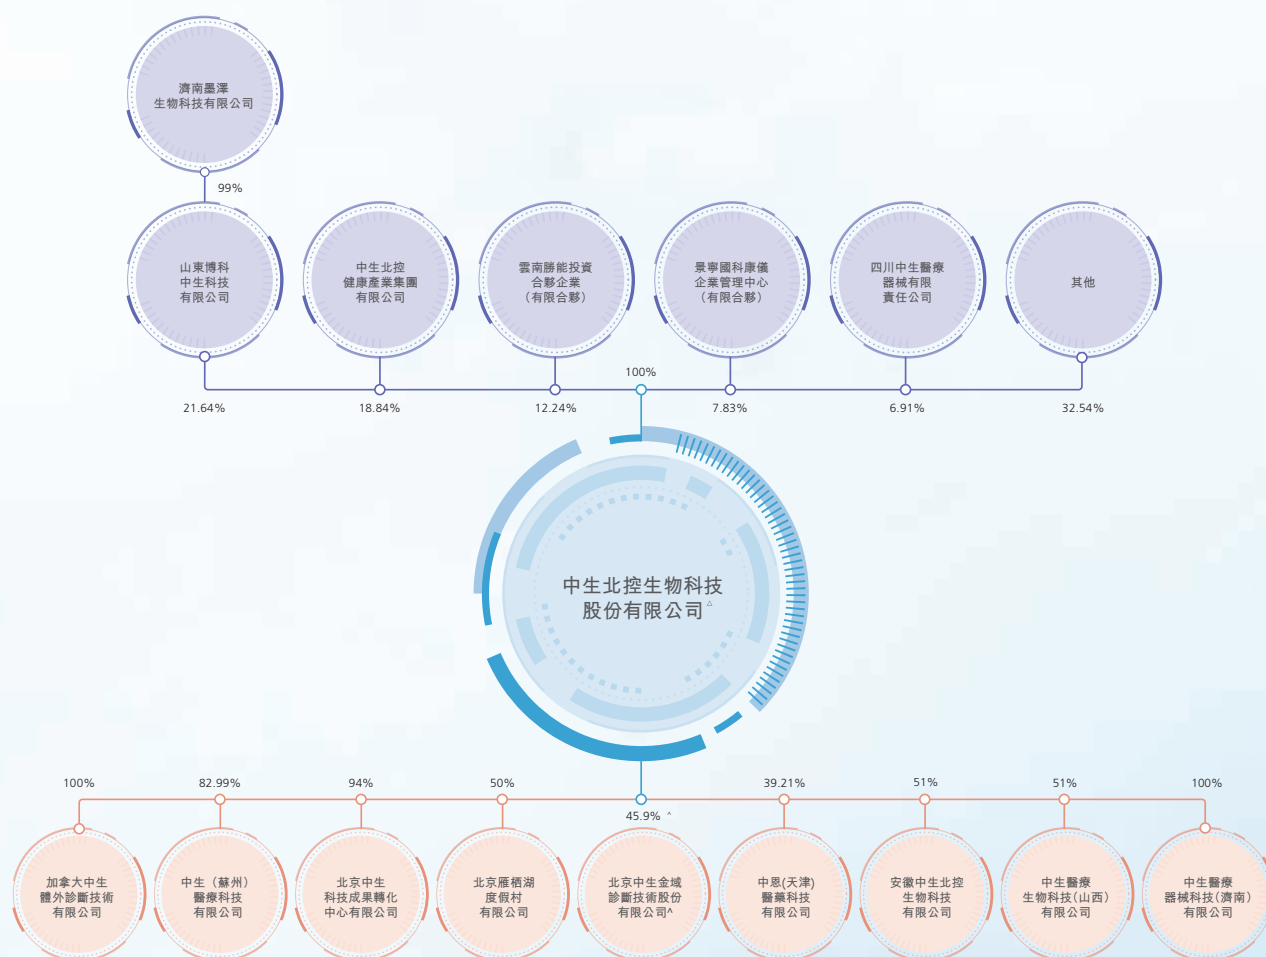 濟南墨澤
生物科技有限公司
99%
山東博科
中生科技
有限公司
中生北控
健康產業集團
有限公司
雲南勝能投資
合夥企業
（有限合夥）
景寧國科康儀
企業管理中心
（有限合夥）
四川中生醫療
器械有限
責任公司
其他
100%
21.64%
18.84%
12.24%
7.83%
6.91%
32.54%
中生北控生物科技
股份有限公司△
100%
82.99%
94%
50%
45.9% ^
39.21%
51%
51%
100%
加拿大中生
體外診斷技術
有限公司
中生（蘇州）
醫療科技
有限公司
北京中生
科技成果轉化
中心有限公司
北京雁栖湖
度假村
有限公司
北京中生金域
診斷技術股份
有限公司^
中恩(天津)
醫藥科技
有限公司
安徽中生北控
生物科技
有限公司
中生醫療
生物科技(山西)
有限公司
中生醫療
器械科技(濟南)
有限公司